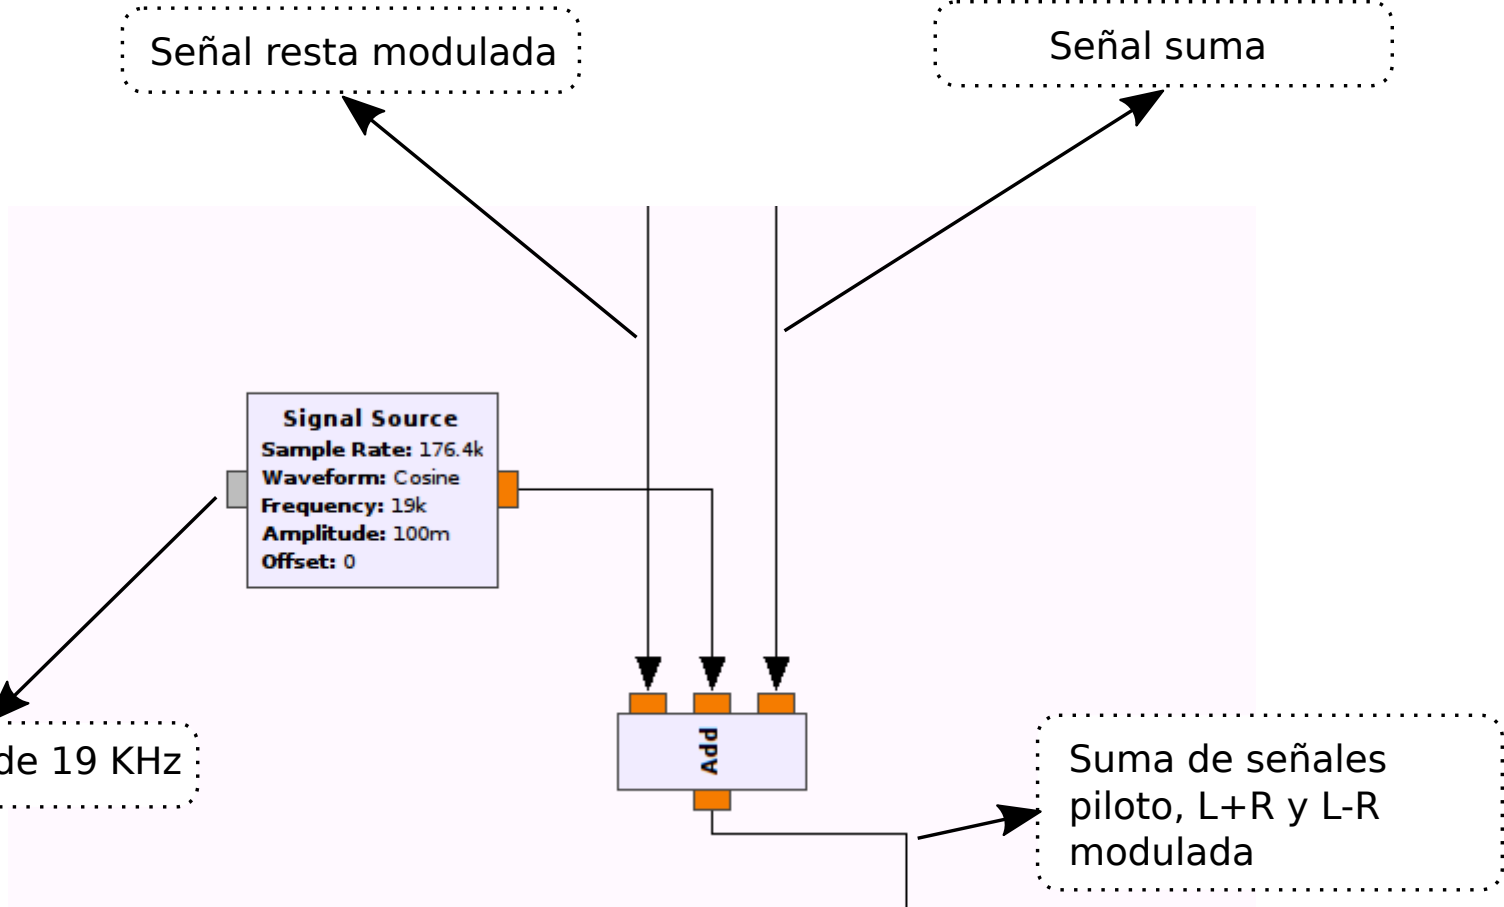 Señal resta modulada
Señal suma
Signal Source
Sample Rate: 176.4k
Waveform: Cosine
Frequency: 19k
Amplitude: 100m
Offset: 0
de 19 KHz
Add
Suma de señales
piloto, L+R y L-R
modulada